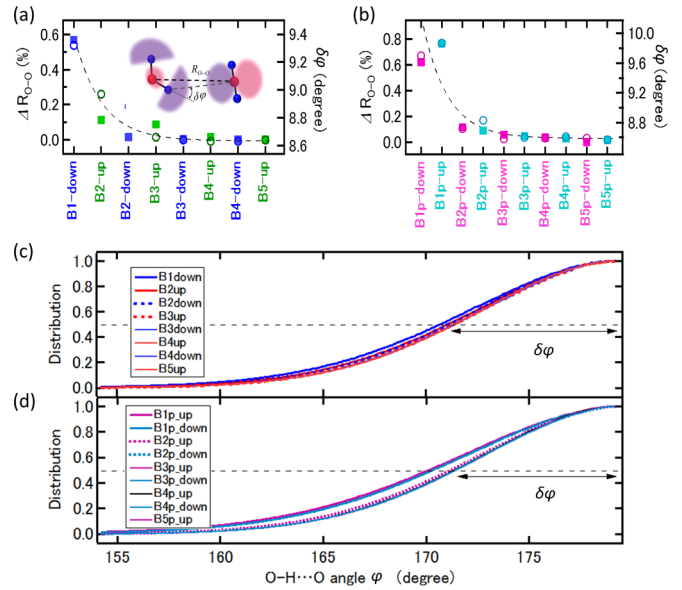 (a)
Δ R_O–O (%)
0.6
0.4
0.2
0.0
R_O–O
δφ
9.4
9.2
9.0
8.8
8.6
δφ (degree)
B1-down
B2-up
B2-down
B3-up
B3-down
B4-up
B4-down
B5-up
(b)
Δ R_O–O (%)
0.8
0.6
0.4
0.2
0.0
10.0
9.6
9.2
8.8
δφ (degree)
B1p-down
B1p-up
B2p-down
B2p-up
B3p-down
B3p-up
B4p-down
B4p-up
B5p-down
B5p-up
(c)
Distribution
1.0
0.8
0.6
0.4
0.2
0.0
B1down
B2up
B2down
B3up
B3down
B4up
B4down
B5up
δφ
(d)
Distribution
1.0
0.8
0.6
0.4
0.2
0.0
B1p_up
B1p_down
B2p_up
B2p_down
B3p_up
B3p_down
B4p_up
B4p_down
B5p_up
δφ
155
160
165
170
175
O–H···O angle φ (degree)